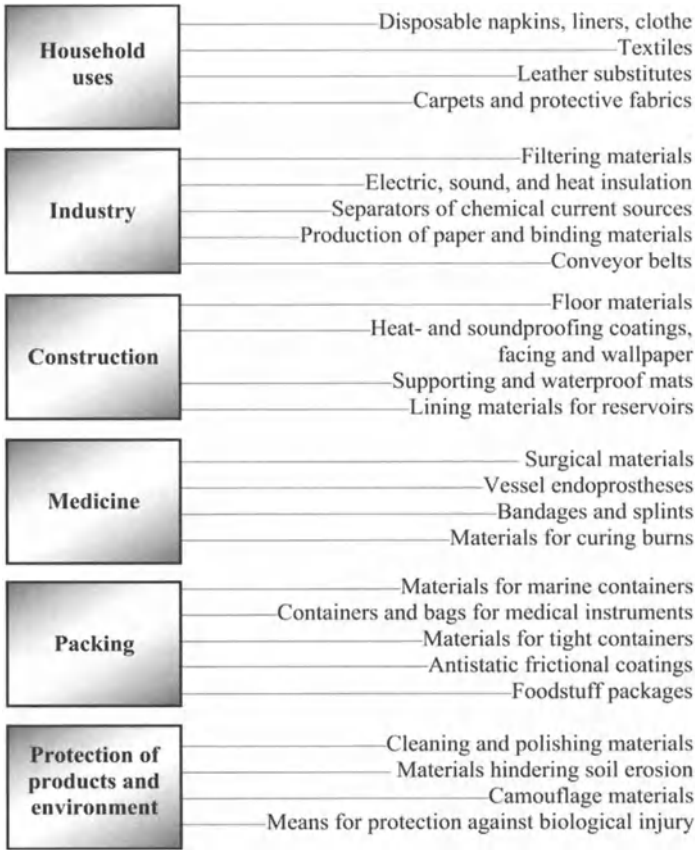 Household
uses
Disposable napkins, liners, clothe
Textiles
Leather substitutes
Carpets and protective fabrics
Industry
Filtering materials
Electric, sound, and heat insulation
Separators of chemical current sources
Production of paper and binding materials
Conveyor belts
Construction
Floor materials
Heat- and soundproofing coatings,
facing and wallpaper
Supporting and waterproof mats
Lining materials for reservoirs
Medicine
Surgical materials
Vessel endoprostheses
Bandages and splints
Materials for curing burns
Packing
Materials for marine containers
Containers and bags for medical instruments
Materials for tight containers
Antistatic frictional coatings
Foodstuff packages
Protection of
products and
environment
Cleaning and polishing materials
Materials hindering soil erosion
Camouflage materials
Means for protection against biological injury